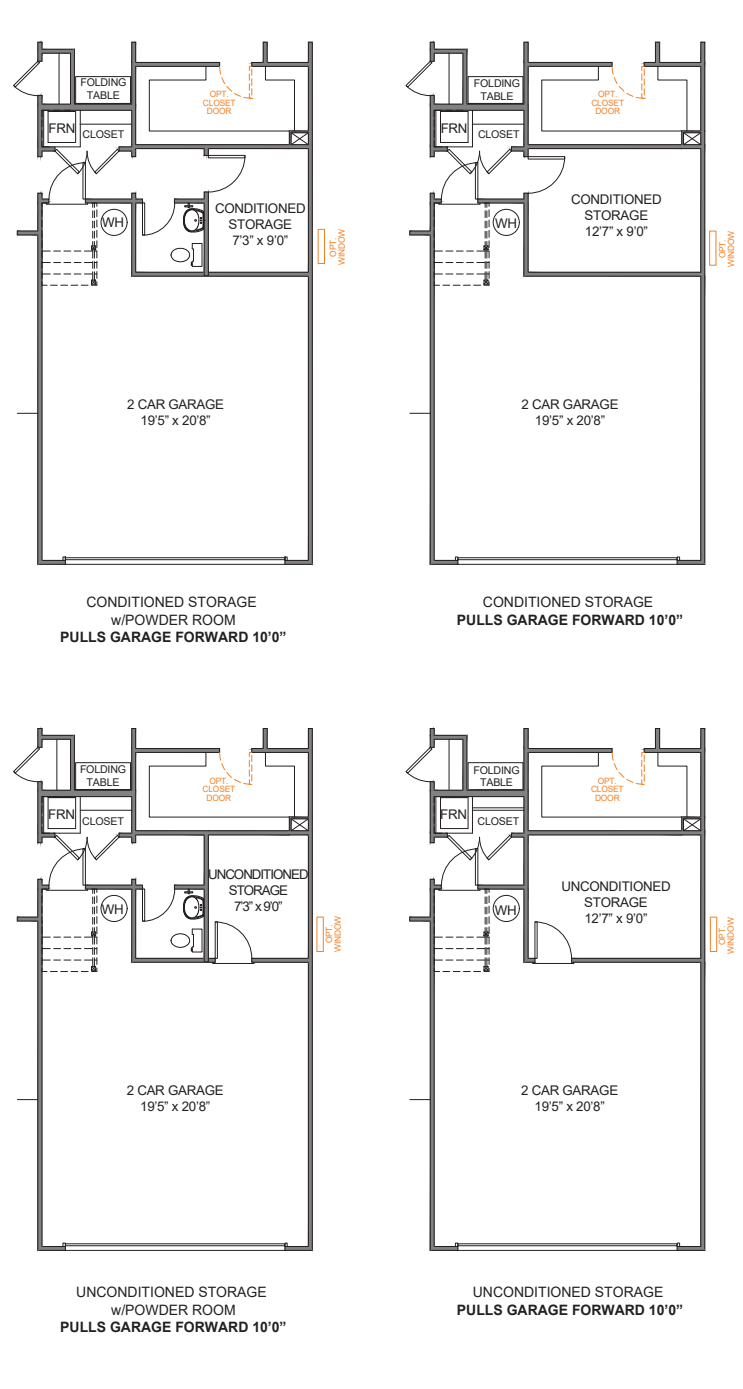 FOLDING
TABLE
OPT.
CLOSET
DOOR
FRN
CLOSET
WH
CONDITIONED
STORAGE
7'3" x 9'0"
OPT.
WINDOW
2 CAR GARAGE
19'5" x 20'8"
CONDITIONED STORAGE
w/POWDER ROOM
PULLS GARAGE FORWARD 10'0"
FOLDING
TABLE
OPT.
CLOSET
DOOR
FRN
CLOSET
WH
CONDITIONED
STORAGE
12'7" x 9'0"
OPT.
WINDOW
2 CAR GARAGE
19'5" x 20'8"
CONDITIONED STORAGE
PULLS GARAGE FORWARD 10'0"
FOLDING
TABLE
OPT.
CLOSET
DOOR
FRN
CLOSET
WH
UNCONDITIONED
STORAGE
7'3" x 9'0"
OPT.
WINDOW
2 CAR GARAGE
19'5" x 20'8"
UNCONDITIONED STORAGE
w/POWDER ROOM
PULLS GARAGE FORWARD 10'0"
FOLDING
TABLE
OPT.
CLOSET
DOOR
FRN
CLOSET
WH
UNCONDITIONED
STORAGE
12'7" x 9'0"
OPT.
WINDOW
2 CAR GARAGE
19'5" x 20'8"
UNCONDITIONED STORAGE
PULLS GARAGE FORWARD 10'0"